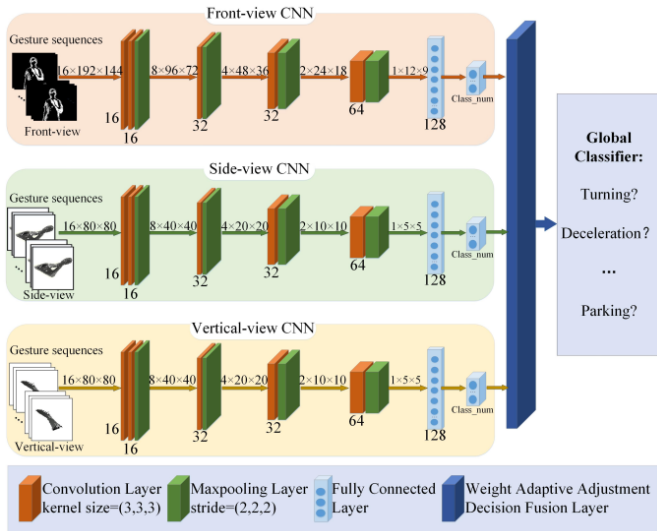 Front-view CNN
Gesture sequences
16×192×144 8×96×72 4×48×36 2×24×18 1×12×9
Class_num
Front-view
16
16
32
32
64
128
Side-view CNN
Gesture sequences
16×80×80 8×40×40 4×20×20 2×10×10 1×5×5
Class_num
Side-view
16
16
32
32
64
128
Vertical-view CNN
Gesture sequences
16×80×80 8×40×40 4×20×20 2×10×10 1×5×5
Class_num
Vertical-view
16
16
32
32
64
128
Global
Classifier:
Turning?
Deceleration?
...
Parking?
Convolution Layer
kernel size=(3,3,3)
Maxpooling Layer
stride=(2,2,2)
Fully Connected
Layer
Weight Adaptive Adjustment
Decision Fusion Layer